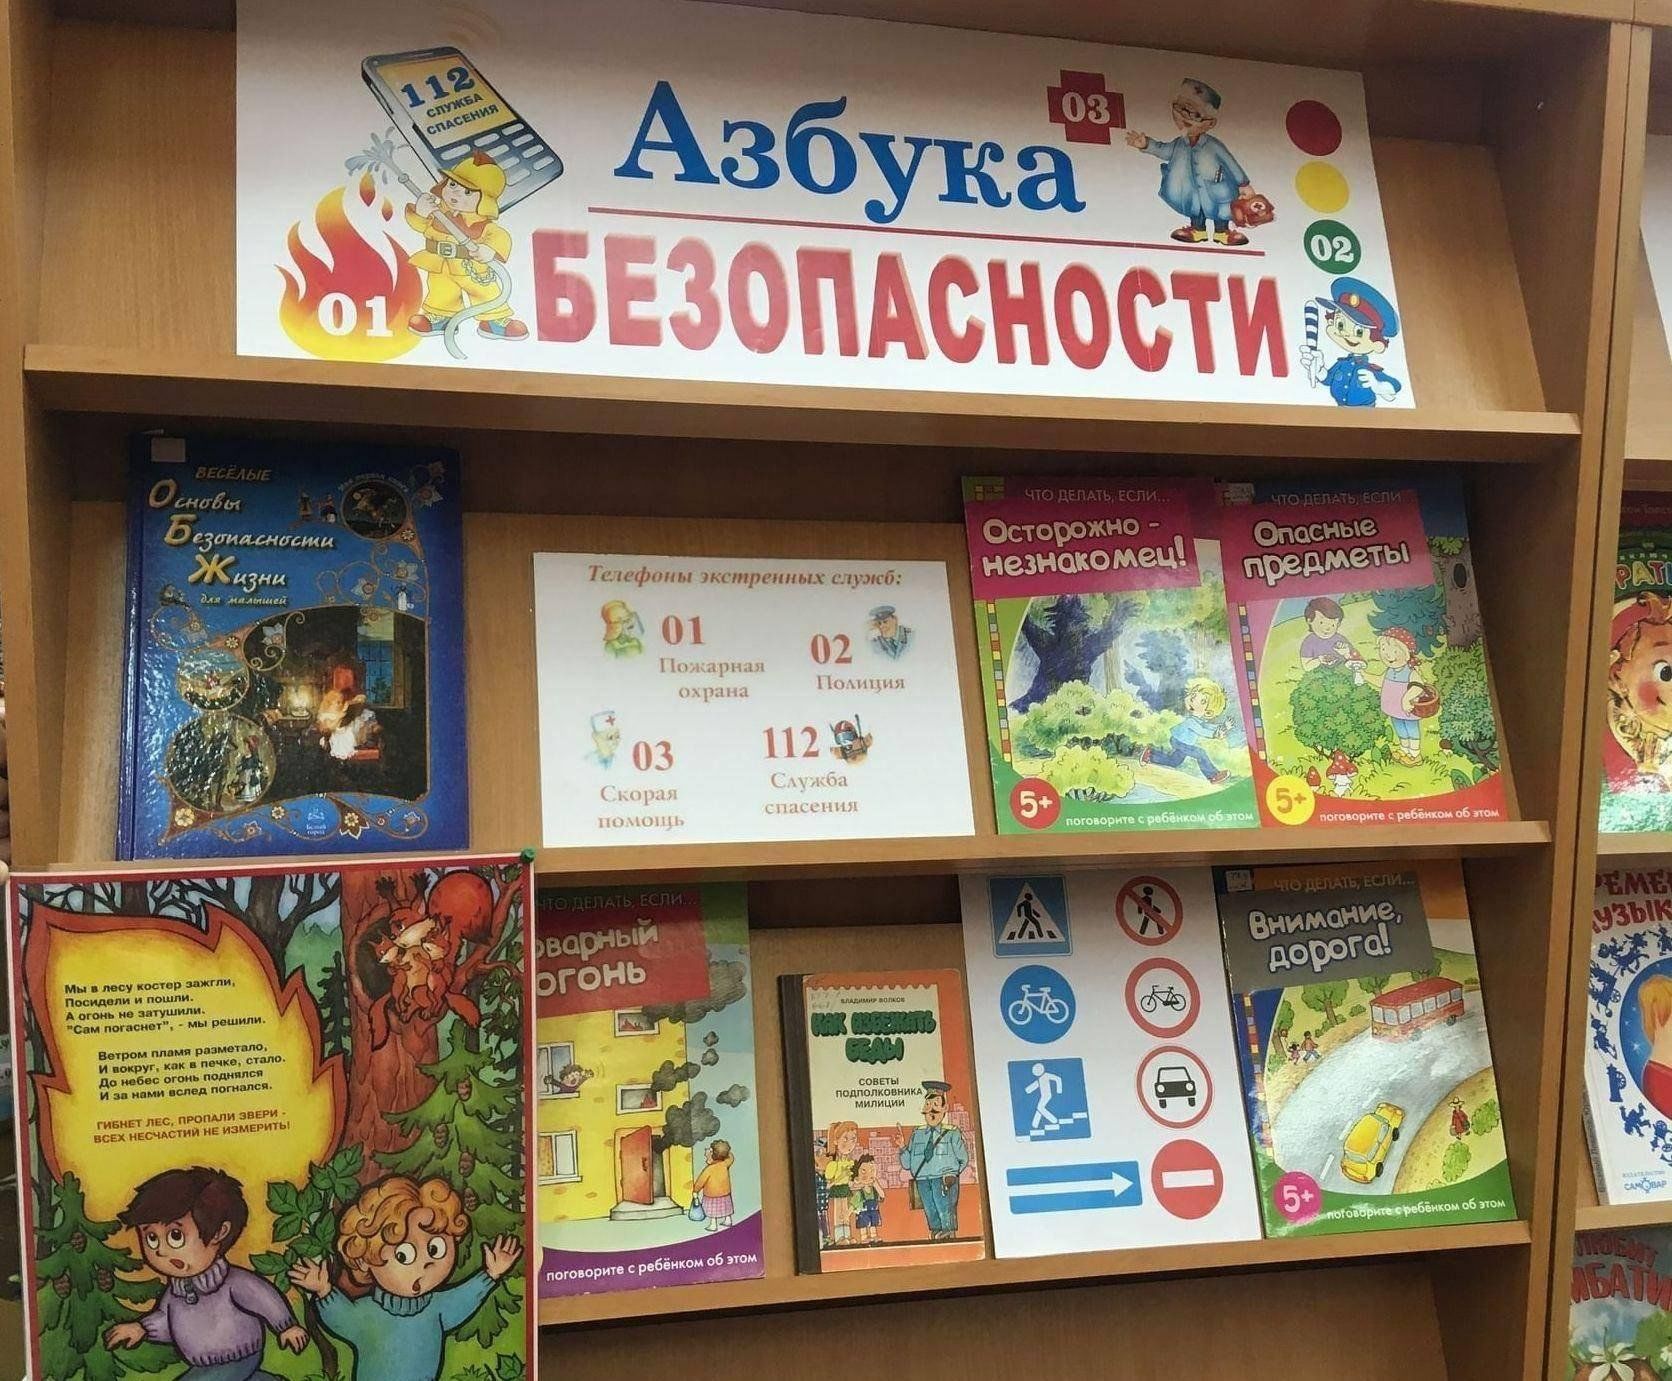 112
СЛУЖБА
СПАСЕНИЯ
Азбука
БЕЗОПАСНОСТИ
01
03
02
ВЕСЁЛЫЕ
Основы
Безопасности
Жизни
для малышей
Белый
город
Телефоны экстренных служб:
01
Пожарная
охрана
02
Полиция
03
Скорая
помощь
112
Служба
спасения
ЧТО ДЕЛАТЬ, ЕСЛИ...
Осторожно -
незнакомец!
5+
поговорите с ребёнком об этом
ЧТО ДЕЛАТЬ, ЕСЛИ...
Опасные
предметы
5+
поговорите с ребёнком об этом
Мы в лесу костер зажгли,
Посидели и пошли.
А огонь не затушили.
"Сам погаснет", - мы решили.
Ветром пламя разметало,
И вокруг, как в печке, стало.
До небес огонь поднялся
И за нами вслед погнался.
ГИБНЕТ ЛЕС, ПРОПАЛИ ЗВЕРИ -
ВСЕХ НЕСЧАСТИЙ НЕ ИЗМЕРИТЬ!
ЧТО ДЕЛАТЬ, ЕСЛИ...
оварный
огонь
поговорите с ребёнком об этом
ВЛАДИМИР ВОЛКОВ
КАК ИЗБЕЖАТЬ
БЕДЫ
СОВЕТЫ
ПОДПОЛКОВНИКА
МИЛИЦИИ
ЧТО ДЕЛАТЬ, ЕСЛИ...
Внимание,
дорога!
5+
поговорите с ребёнком об этом
САМОВАР